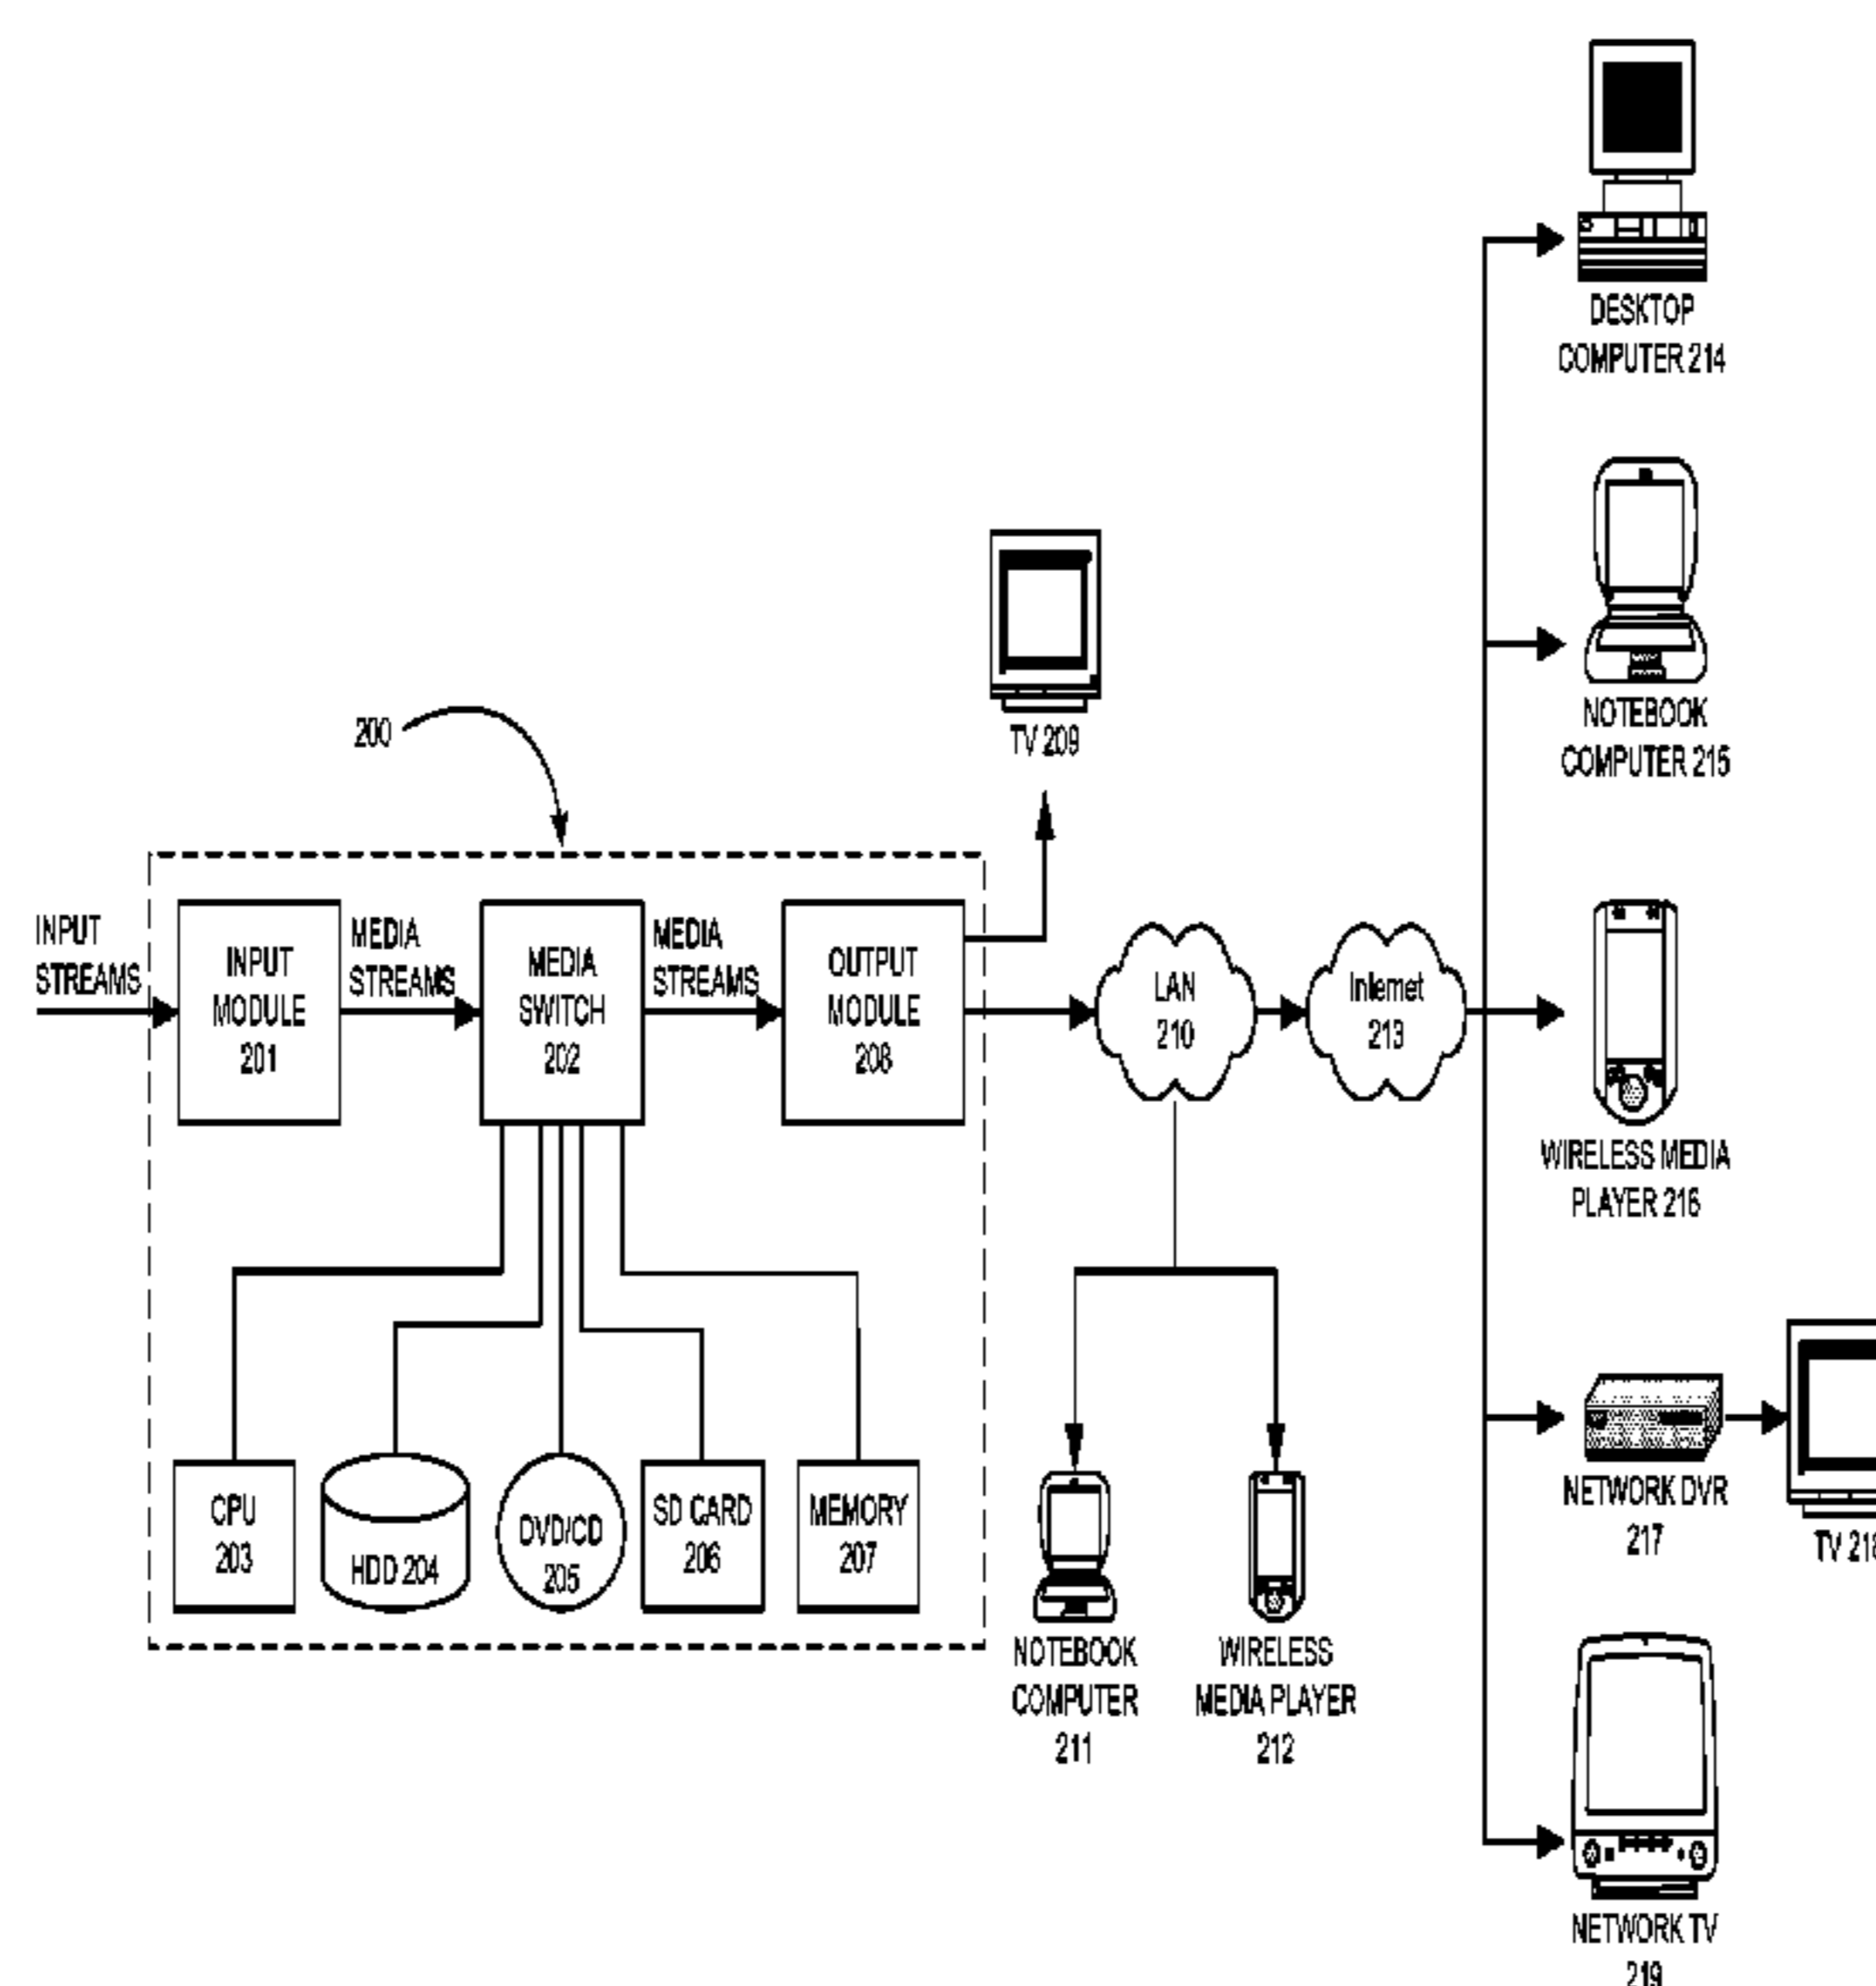 DESKTOP
COMPUTER 214
NOTEBOOK
COMPUTER 215
TV 209
200
INPUT
STREAMS
INPUT
MODULE
201
MEDIA
STREAMS
MEDIA
SWITCH
202
MEDIA
STREAMS
OUTPUT
MODULE
208
LAN
210
Internet
213
WIRELESS MEDIA
PLAYER 216
CPU
203
HDD 204
DVD/CD
205
SD CARD
206
MEMORY
207
NETWORK DVR
217
TV 218
NOTEBOOK
COMPUTER
211
WIRELESS
MEDIA PLAYER
212
NETWORK TV
219